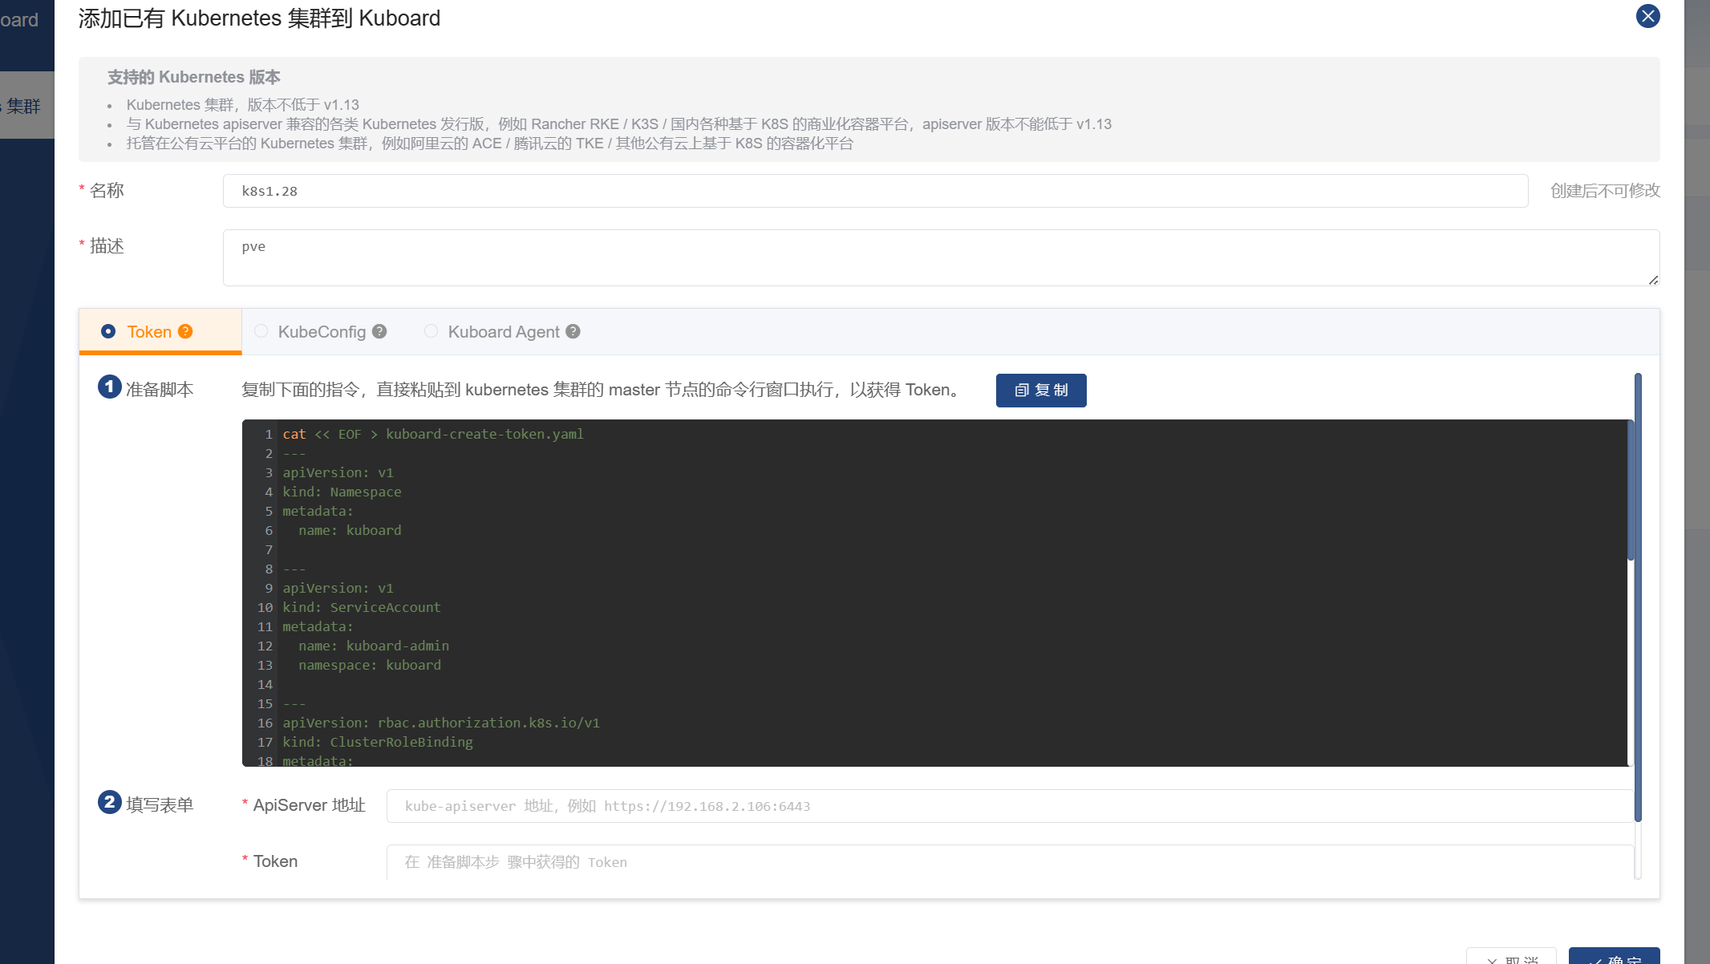 oard
添加已有 Kubernetes 集群到 Kuboard
支持的 Kubernetes 版本
Kubernetes 集群，版本不低于 v1.13
与 Kubernetes apiserver 兼容的各类 Kubernetes 发行版，例如 Rancher RKE / K3S / 国内各种基于 K8S 的商业化容器平台，apiserver 版本不能低于 v1.13
托管在公有云平台的 Kubernetes 集群，例如阿里云的 ACE / 腾讯云的 TKE / 其他公有云上基于 K8S 的容器化平台
s 集群
* 名称
k8s1.28
创建后不可修改
* 描述
pve
Token
KubeConfig
Kuboard Agent
1 准备脚本
复制下面的指令，直接粘贴到 kubernetes 集群的 master 节点的命令行窗口执行，以获得 Token。
复 制
1 cat << EOF > kuboard-create-token.yaml
2 ---
3 apiVersion: v1
4 kind: Namespace
5 metadata:
6   name: kuboard
7
8 ---
9 apiVersion: v1
10 kind: ServiceAccount
11 metadata:
12   name: kuboard-admin
13   namespace: kuboard
14
15 ---
16 apiVersion: rbac.authorization.k8s.io/v1
17 kind: ClusterRoleBinding
18 metadata:
2 填写表单
* ApiServer 地址
kube-apiserver 地址，例如 https://192.168.2.106:6443
* Token
在 准备脚本步 骤中获得的 Token
取 消
确 定